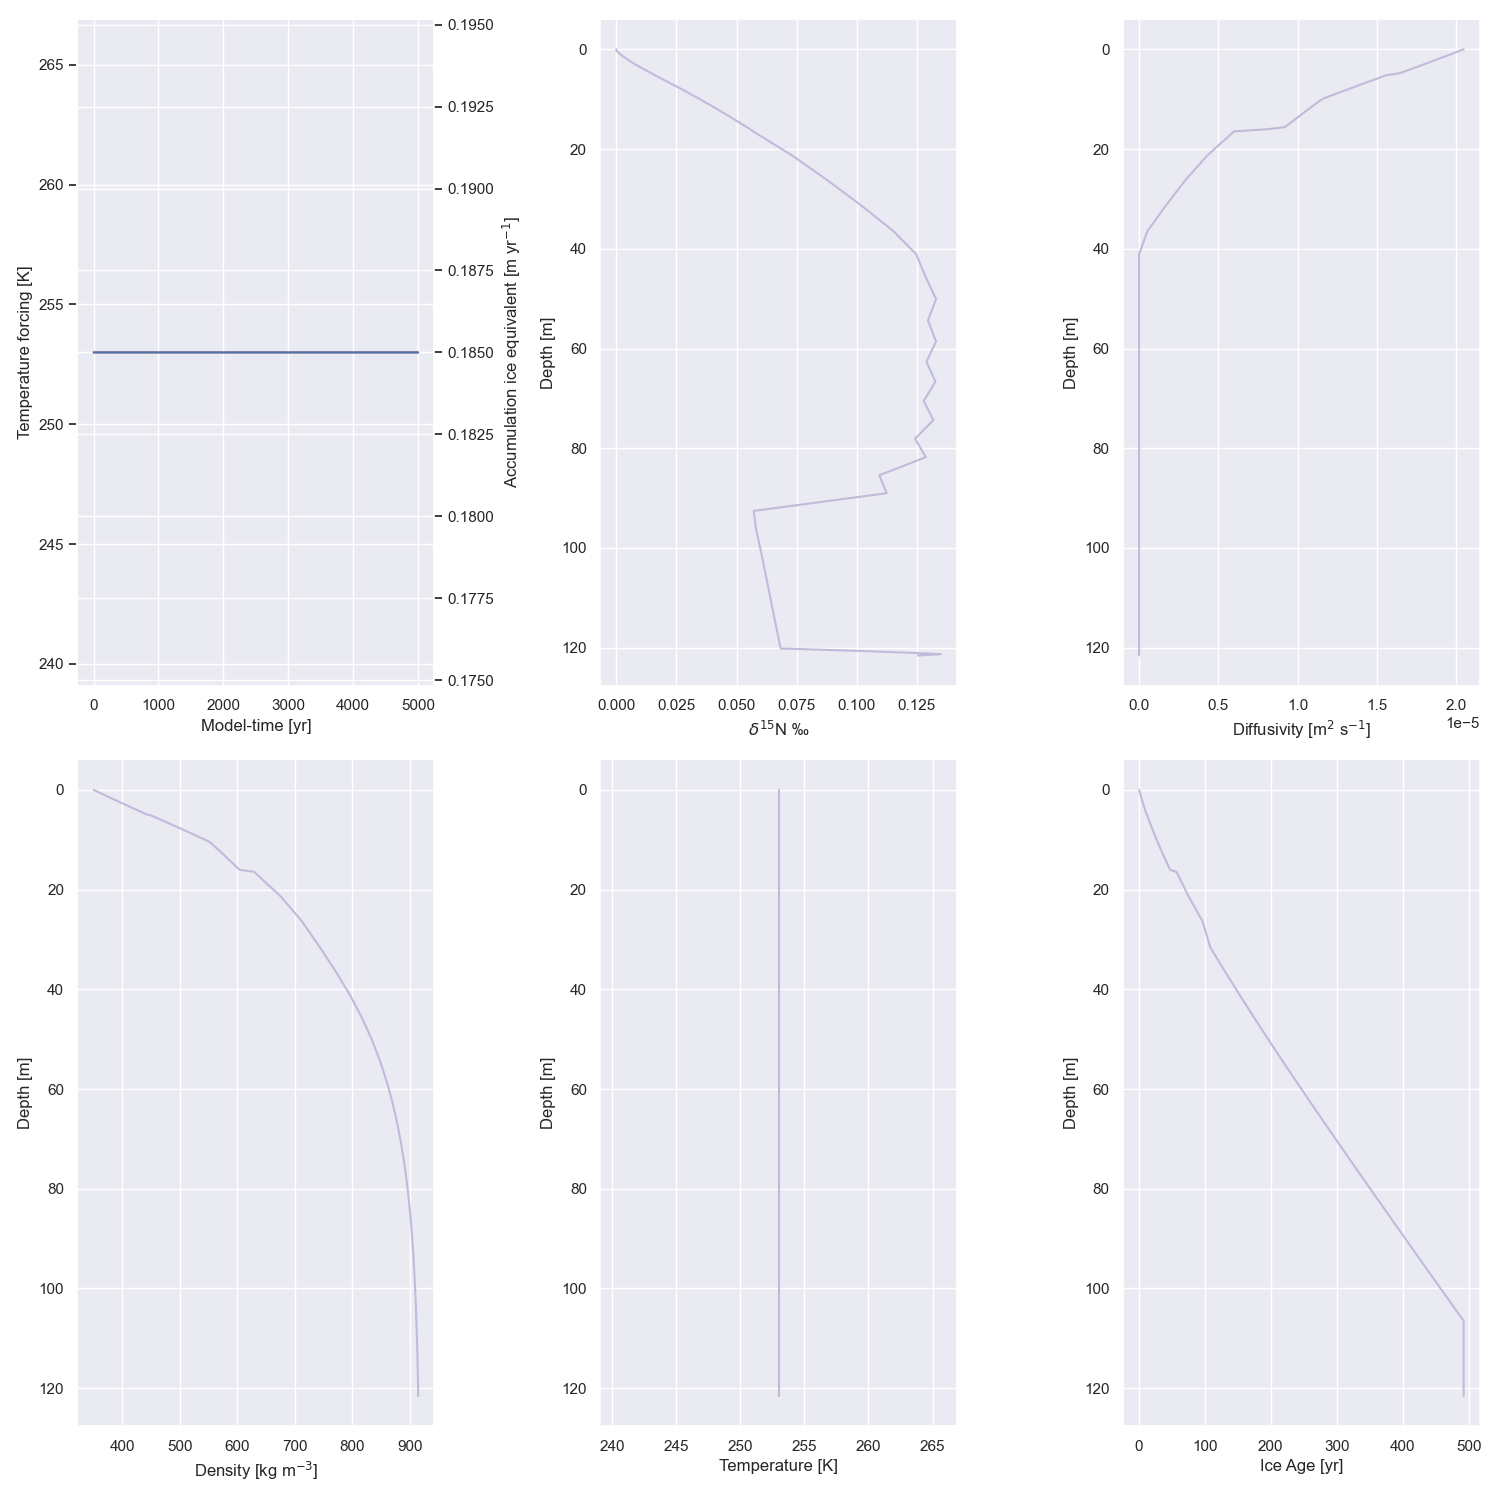 265
260
255
250
245
240
Temperature forcing [K]
0 1000 2000 3000 4000 5000
Model-time [yr]
0.1950
0.1925
0.1900
0.1875
0.1850
0.1825
0.1800
0.1775
0.1750
Accumulation ice equivalent [m yr⁻¹]
0
20
40
60
80
100
120
Depth [m]
0.000 0.025 0.050 0.075 0.100 0.125
δ¹⁵N ‰
0
20
40
60
80
100
120
Depth [m]
0.0 0.5 1.0 1.5 2.0
1e−5
Diffusivity [m² s⁻¹]
0
20
40
60
80
100
120
Depth [m]
400 500 600 700 800 900
Density [kg m⁻³]
0
20
40
60
80
100
120
Depth [m]
240 245 250 255 260 265
Temperature [K]
0
20
40
60
80
100
120
Depth [m]
0 100 200 300 400 500
Ice Age [yr]